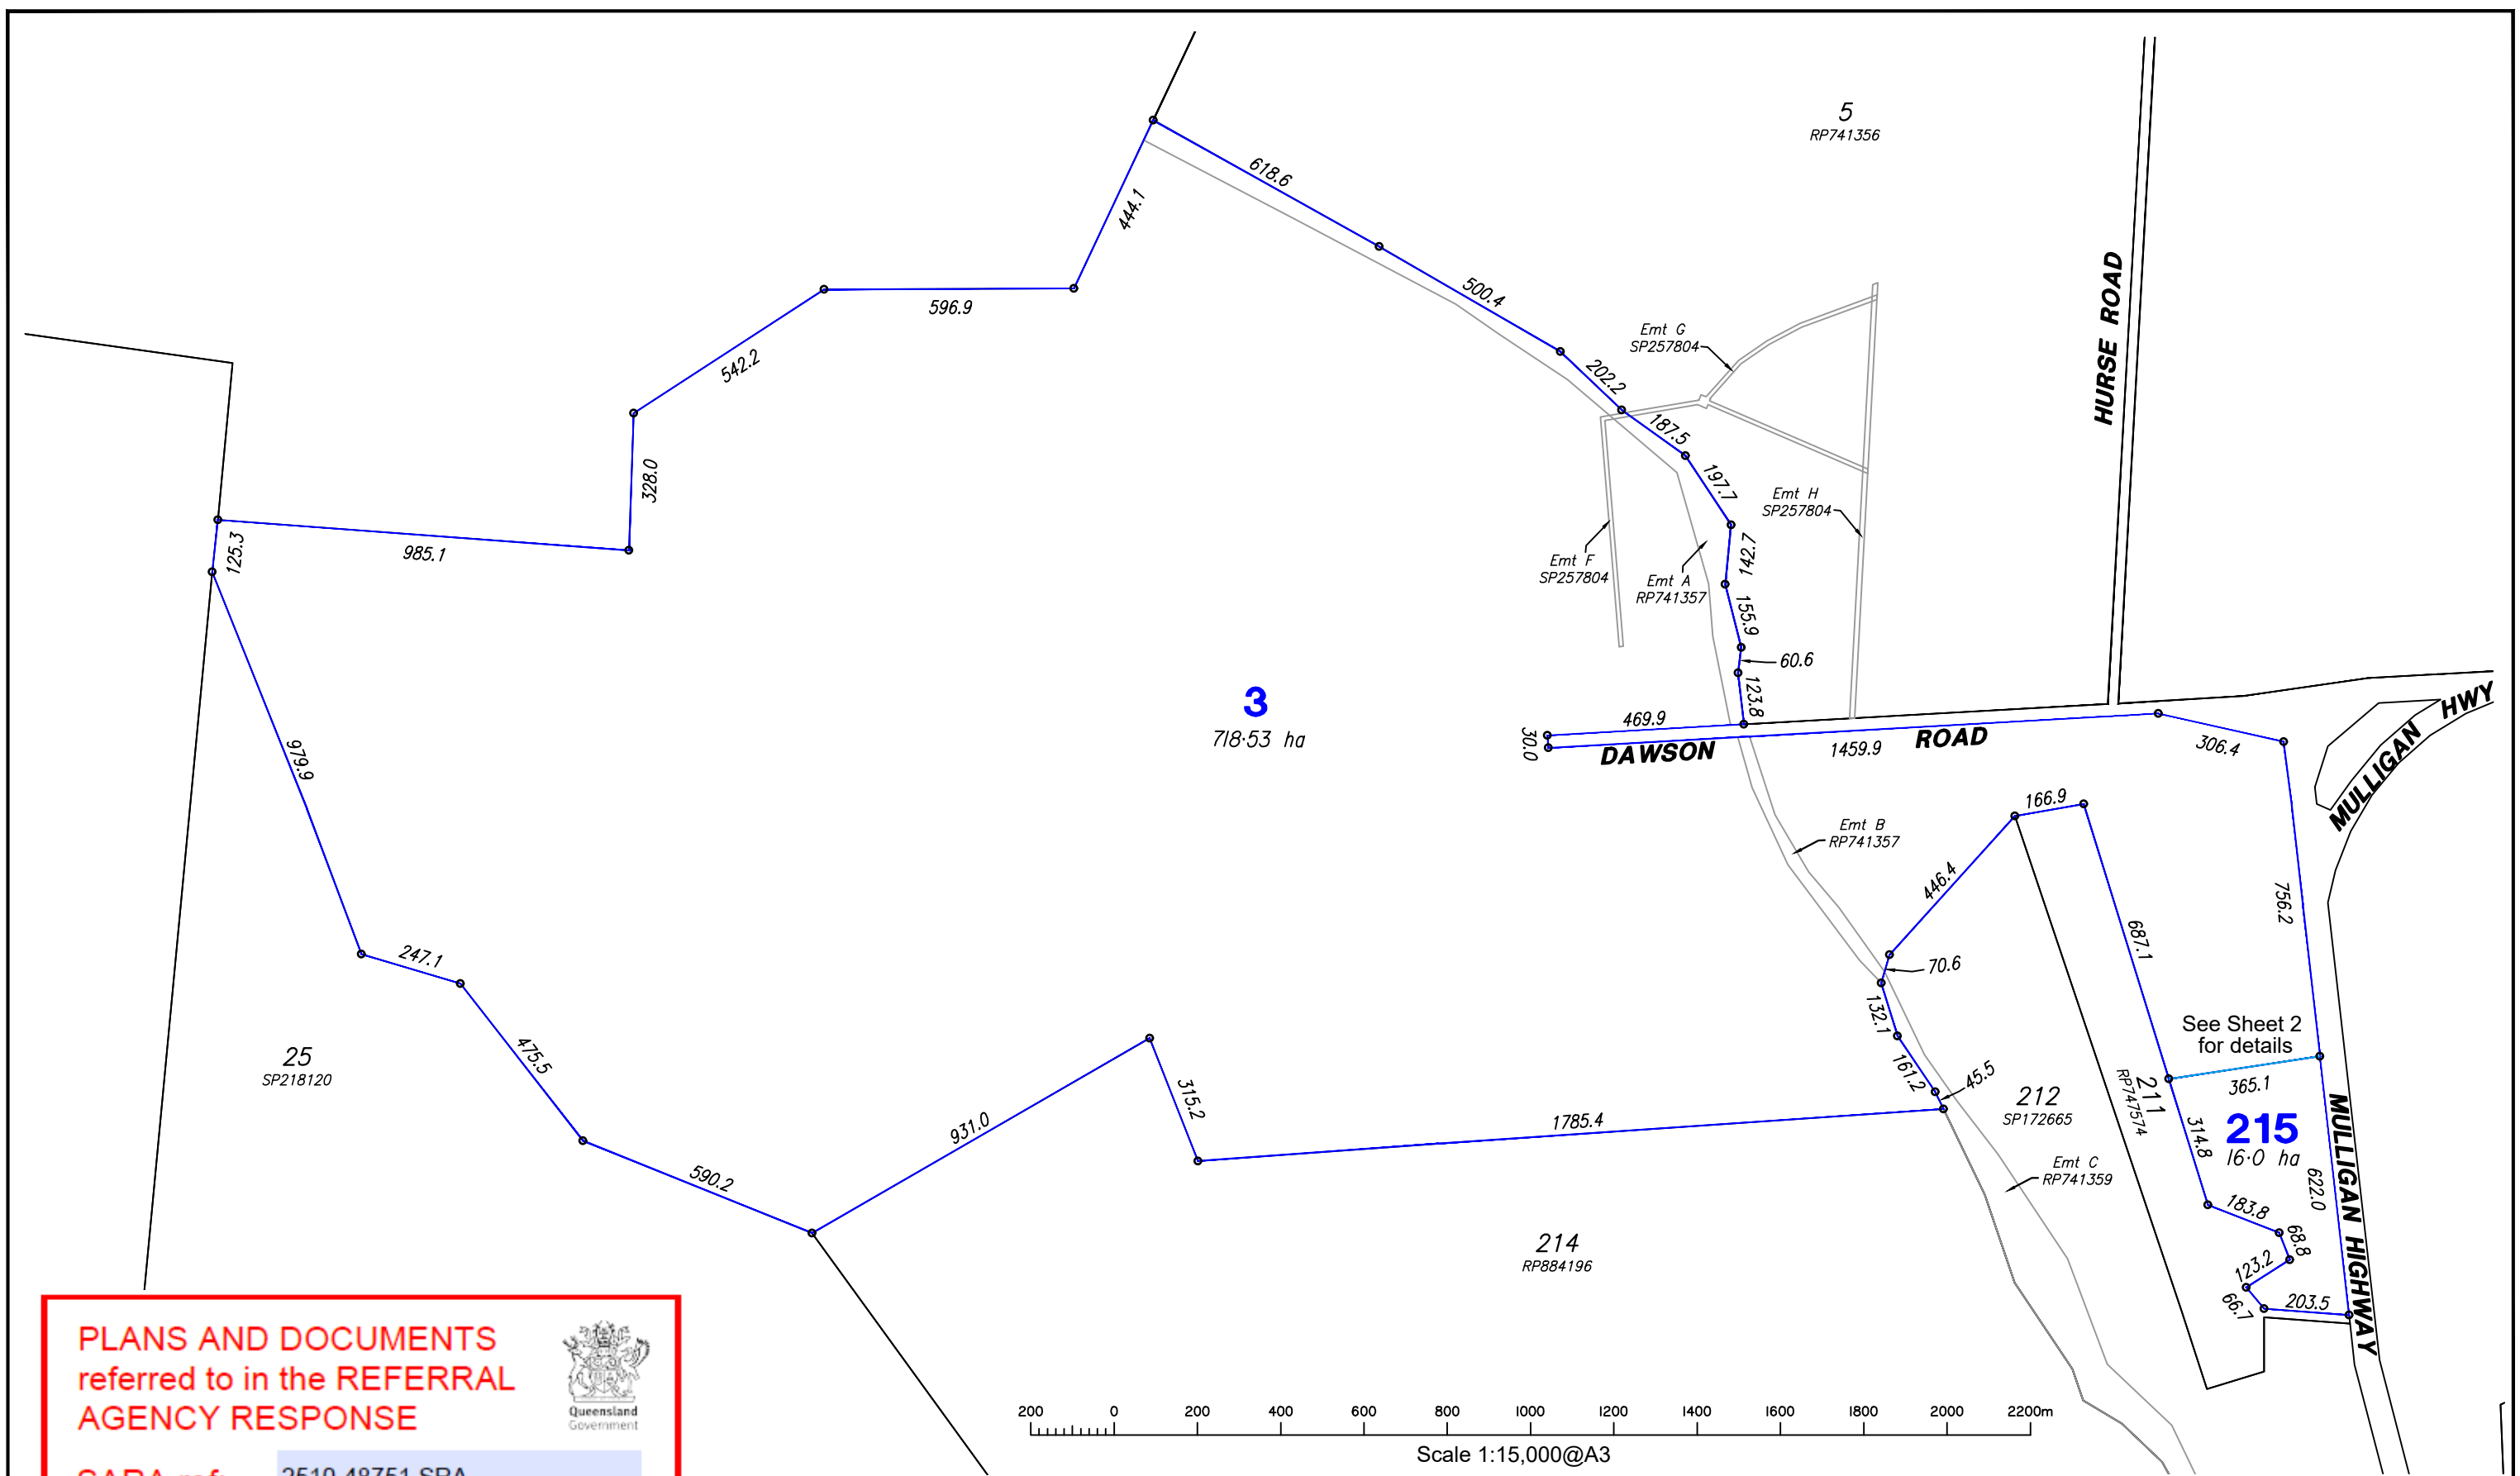 5
RP741356
618.6
444.1
500.4
596.9
542.2
202.2
Emt G
SP257804
187.5
HURSE ROAD
328.0
197.7
Emt H
SP257804
125.3
985.1
142.7
Emt F
SP257804
Emt A
RP741357
155.9
60.6
3
718·53 ha
123.8
469.9
30.0
DAWSON
ROAD
1459.9
306.4
MULLIGAN
HWY
979.9
166.9
Emt B
RP741357
446.4
756.2
687.1
247.1
70.6
132.1
See Sheet 2
for details
475.5
25
SP218120
161.2
45.5
365.1
212
SP172665
211
RP747574
215
16·0 ha
315.2
931.0
1785.4
314.8
MULLIGAN HIGHWAY
Emt C
RP741359
590.2
622.0
183.8
68.8
214
RP884196
123.2
66.7
203.5
PLANS AND DOCUMENTS
referred to in the REFERRAL
AGENCY RESPONSE
Queensland
Government
200 0 200 400 600 800 1000 1200 1400 1600 1800 2000 2200m
Scale 1:15,000@A3
SARA ref: 2510-48751 SRA